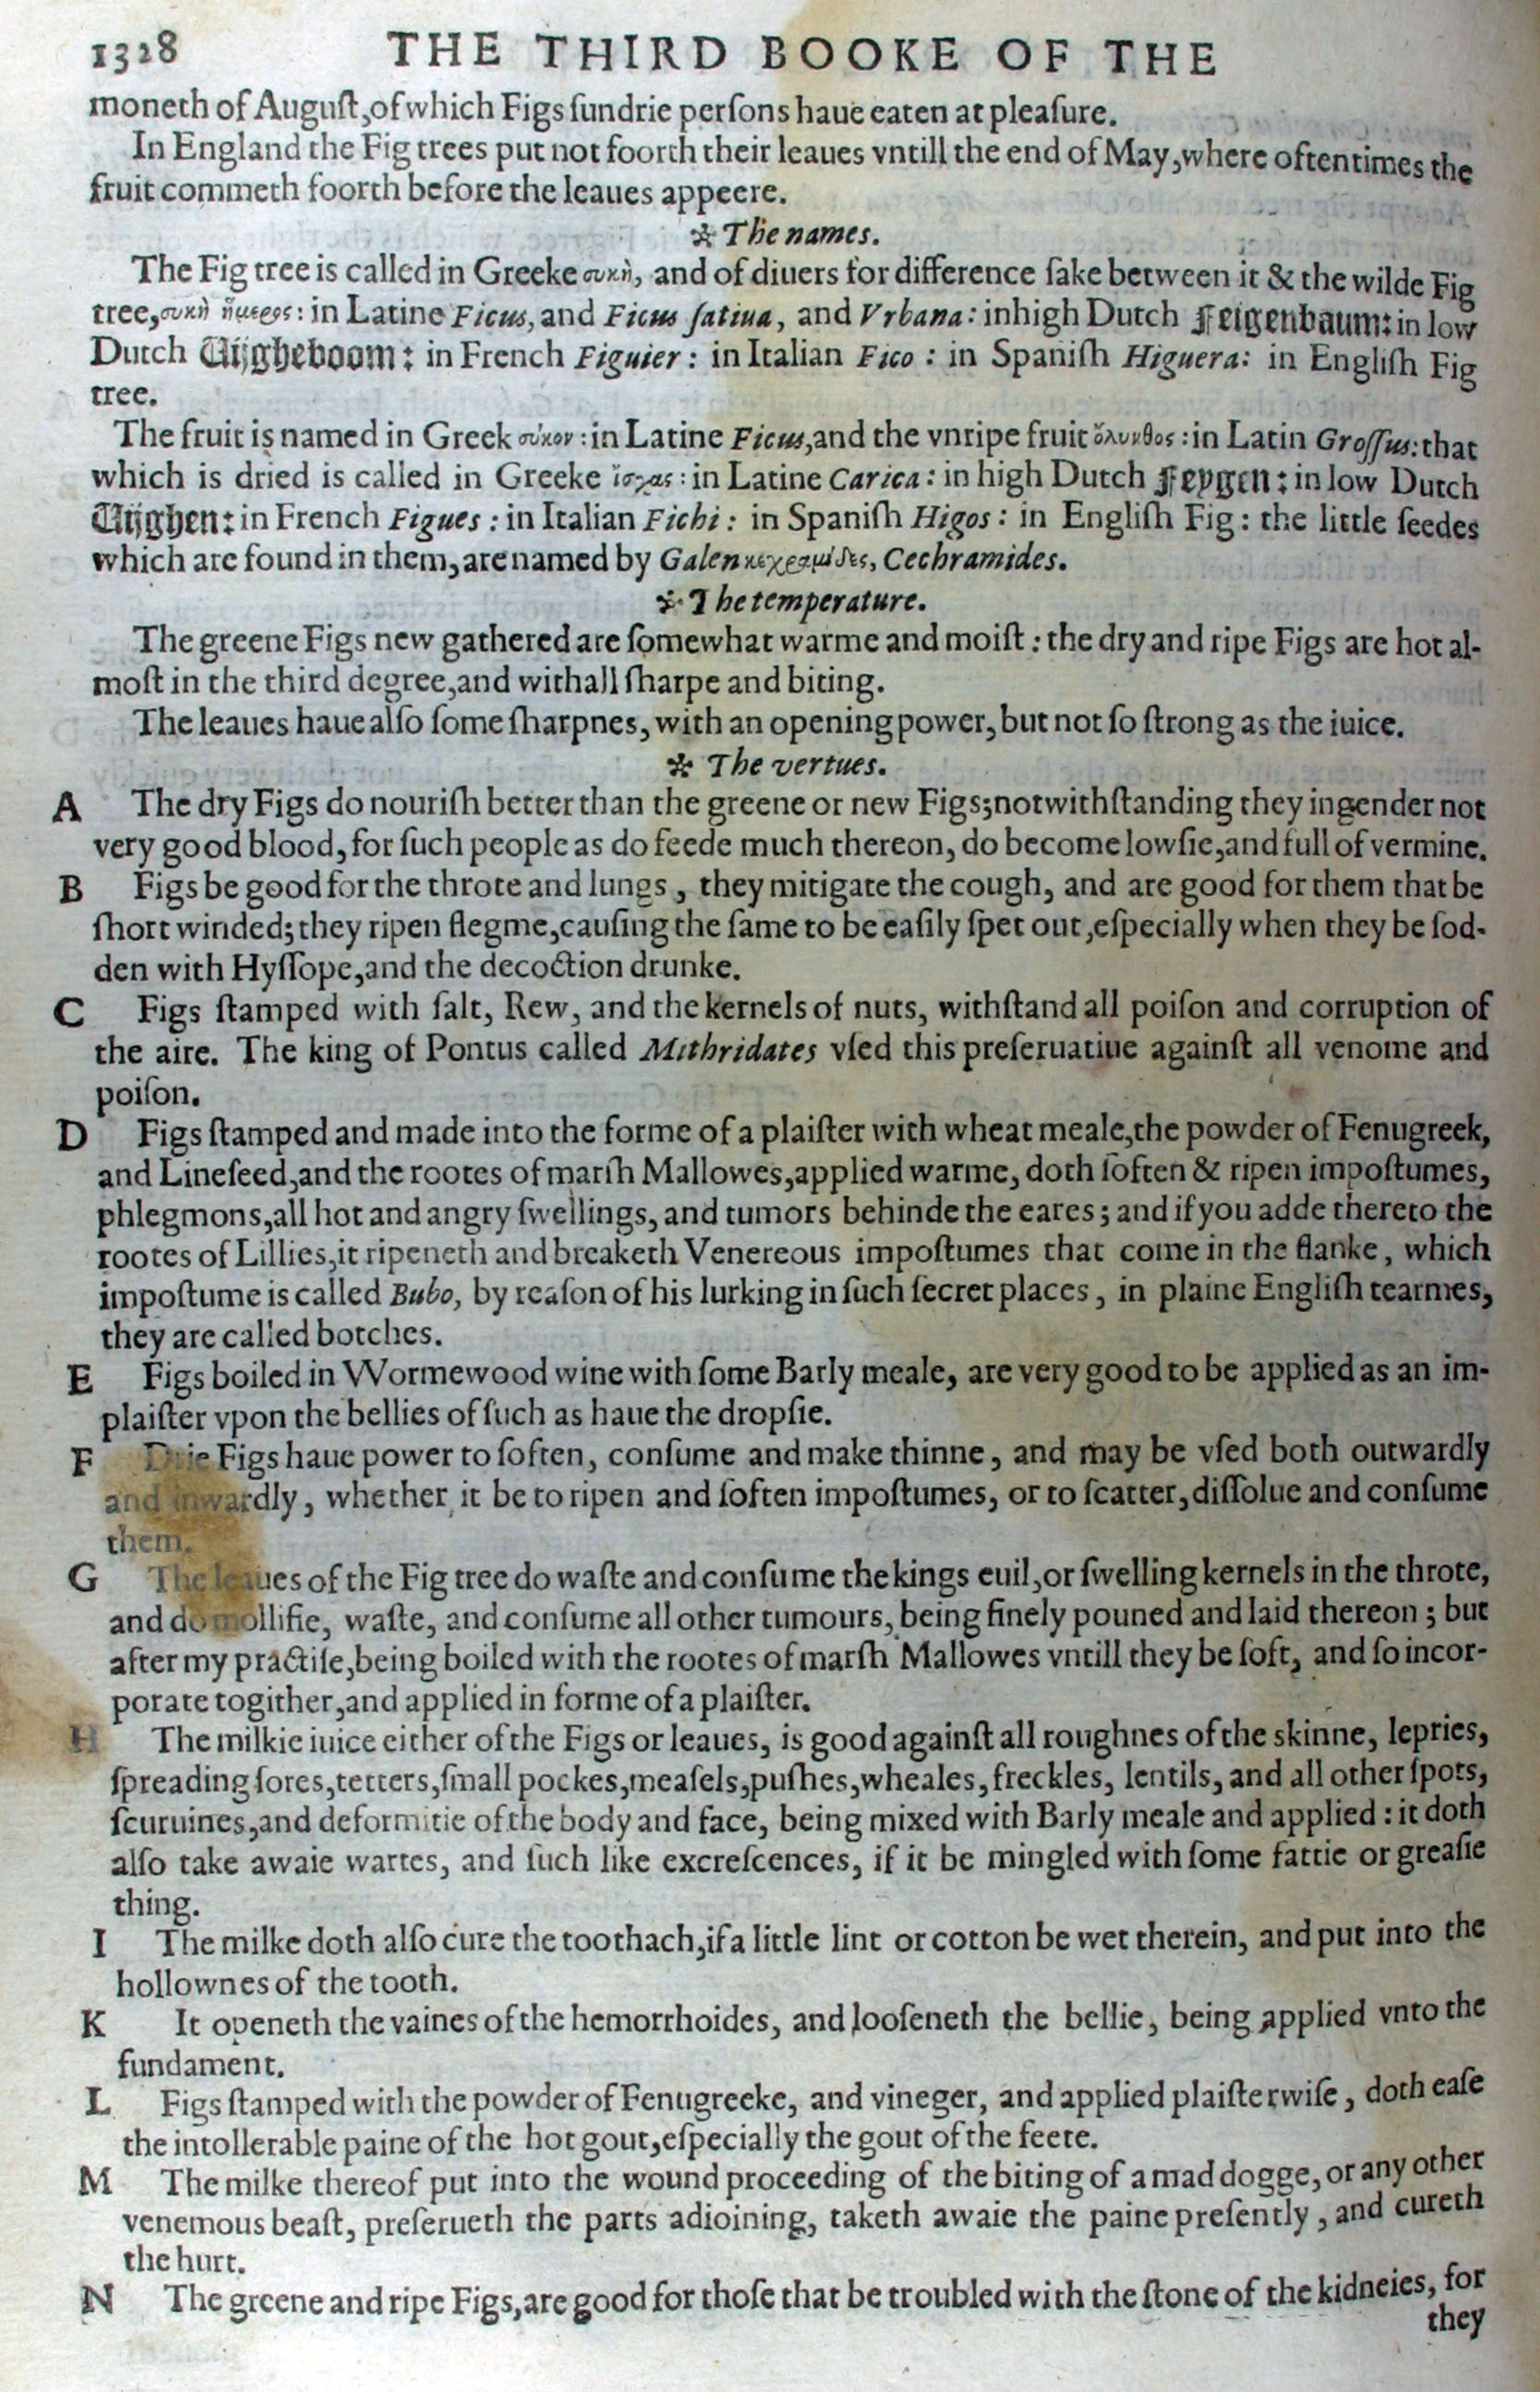 1328 THE THIRD BOOKE OF THE
moneth of Auguſt, of which Figs ſundrie perſons haue eaten at pleaſure.
In England the Fig trees put not foorth their leaues vntill the end of May, where oftentimes the
fruit commeth foorth before the leaues appeere.
* The names.
The Fig tree is called in Greeke συκῆ, and of diuers for difference ſake between it & the wilde Fig
tree, συκῆ ἥμερος: in Latine Ficus, and Ficus ſatiua, and Vrbana: in high Dutch Feigenbaum: in low
Dutch Uijgheboom: in French Figuier: in Italian Fico: in Spaniſh Higuera: in Engliſh Fig
tree.
The fruit is named in Greek σῦκον: in Latine Ficus, and the vnripe fruit ὄλυνθος: in Latin Groſſus: that
which is dried is called in Greeke ἴσχας: in Latine Carica: in high Dutch Feygen: in low Dutch
Uijghen: in French Figues: in Italian Fichi: in Spaniſh Higos: in Engliſh Fig: the little ſeedes
which are found in them, are named by Galen κεχραμίδες, Cechramides.
* The temperature.
The greene Figs new gathered are ſomewhat warme and moiſt: the dry and ripe Figs are hot al-
moſt in the third degree, and withall ſharpe and biting.
The leaues haue alſo ſome ſharpnes, with an opening power, but not ſo ſtrong as the iuice.
* The vertues.
A The dry Figs do nouriſh better than the greene or new Figs; notwithſtanding they ingender not
very good blood, for ſuch people as do feede much thereon, do become lowſie, and full of vermine.
B Figs be good for the throte and lungs, they mitigate the cough, and are good for them that be
ſhort winded; they ripen flegme, cauſing the ſame to be eaſily ſpet out, eſpecially when they be ſod-
den with Hyſſope, and the decoction drunke.
C Figs ſtamped with ſalt, Rew, and the kernels of nuts, withſtand all poiſon and corruption of
the aire. The king of Pontus called Mithridates vſed this preſeruatiue againſt all venome and
poiſon.
D Figs ſtamped and made into the forme of a plaiſter with wheat meale, the powder of Fenugreek,
and Lineſeed, and the rootes of marſh Mallowes, applied warme, doth ſoften & ripen impoſtumes,
phlegmons, all hot and angry ſwellings, and tumors behinde the eares; and if you adde thereto the
rootes of Lillies, it ripeneth and breaketh Venereous impoſtumes that come in the flanke, which
impoſtume is called Bubo, by reaſon of his lurking in ſuch ſecret places, in plaine Engliſh tearmes,
they are called botches.
E Figs boiled in Wormewood wine with ſome Barly meale, are very good to be applied as an im-
plaiſter vpon the bellies of ſuch as haue the dropſie.
F Drie Figs haue power to ſoften, conſume and make thinne, and may be vſed both outwardly
and inwardly, whether it be to ripen and ſoften impoſtumes, or to ſcatter, diſſolue and conſume
them.
G The leaues of the Fig tree do waſte and conſume the kings euil, or ſwelling kernels in the throte,
and do mollifie, waſte, and conſume all other tumours, being finely pouned and laid thereon; but
after my practiſe, being boiled with the rootes of marſh Mallowes vntill they be ſoft, and ſo incor-
porate togither, and applied in forme of a plaiſter.
H The milkie iuice either of the Figs or leaues, is good againſt all roughnes of the skinne, lepries,
ſpreading ſores, tetters, ſmall pockes, meaſels, puſhes, wheales, freckles, lentils, and all other ſpots,
ſcuruines, and deformitie of the body and face, being mixed with Barly meale and applied: it doth
alſo take awaie wartes, and ſuch like excreſcences, if it be mingled with ſome fattie or greaſie
thing.
I The milke doth alſo cure the toothach, if a little lint or cotton be wet therein, and put into the
hollownes of the tooth.
K It openeth the vaines of the hemorrhoides, and looſeneth the bellie, being applied vnto the
fundament.
L Figs ſtamped with the powder of Fenugreeke, and vineger, and applied plaiſterwiſe, doth eaſe
the intollerable paine of the hot gout, eſpecially the gout of the feete.
M The milke thereof put into the wound proceeding of the biting of a mad dogge, or any other
venemous beaſt, preſerueth the parts adioining, taketh awaie the paine preſently, and cureth
the hurt.
N The greene and ripe Figs, are good for thoſe that be troubled with the ſtone of the kidneies, for
they